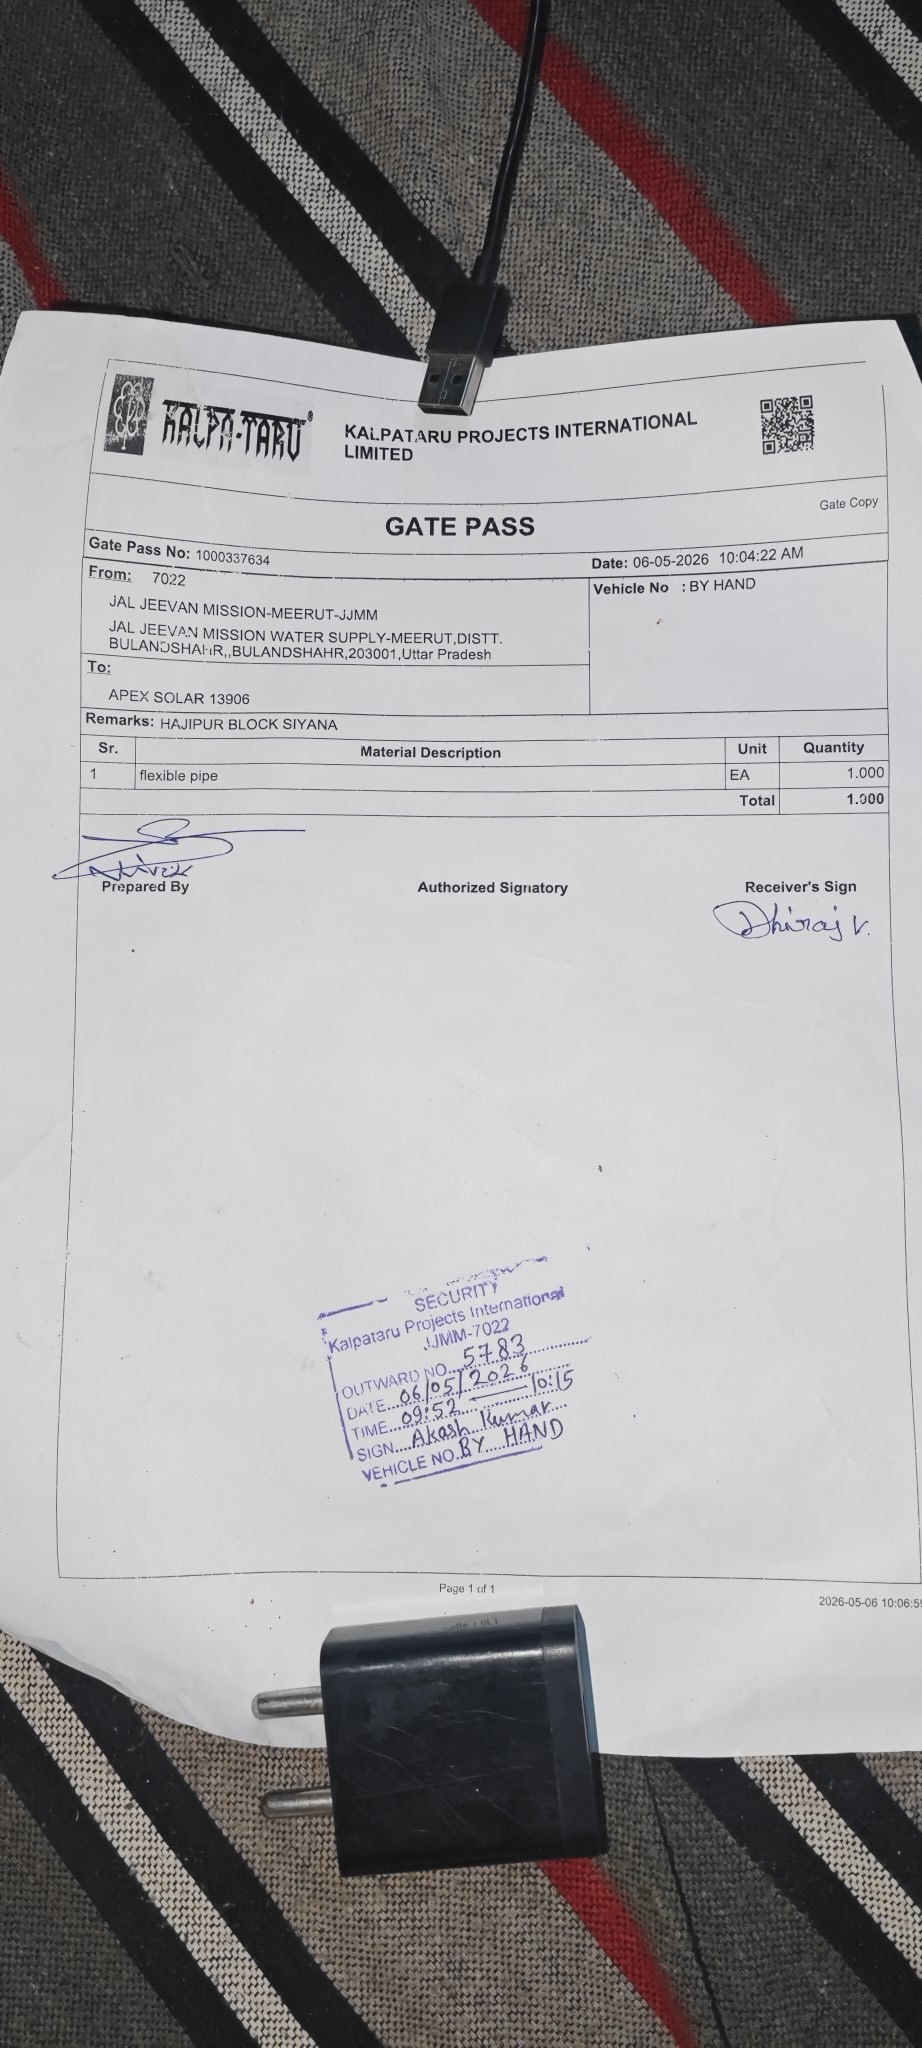 KALPA-TARU®
KALPATARU PROJECTS INTERNATIONAL
LIMITED
Gate Copy
GATE PASS
Gate Pass No: 1000337634
Date: 06-05-2026 10:04:22 AM
From: 7022
Vehicle No : BY HAND
JAL JEEVAN MISSION-MEERUT-JJMM
JAL JEEVAN MISSION WATER SUPPLY-MEERUT,DISTT.
BULANDSHAHR,,BULANDSHAHR,203001,Uttar Pradesh
To:
APEX SOLAR 13906
Remarks: HAJIPUR BLOCK SIYANA
Sr. Material Description Unit Quantity
1 flexible pipe EA 1.000
Total 1.000
Prepared By Authorized Signatory Receiver's Sign
Dhiraj V.
SECURITY
Kalpataru Projects International
JJMM-7022
OUTWARD NO. 5783
DATE 06/05/2026
TIME 09:52 — 10:15
SIGN Akash Kumar
VEHICLE NO. BY HAND
Page 1 of 1
2026-05-06 10:06:59